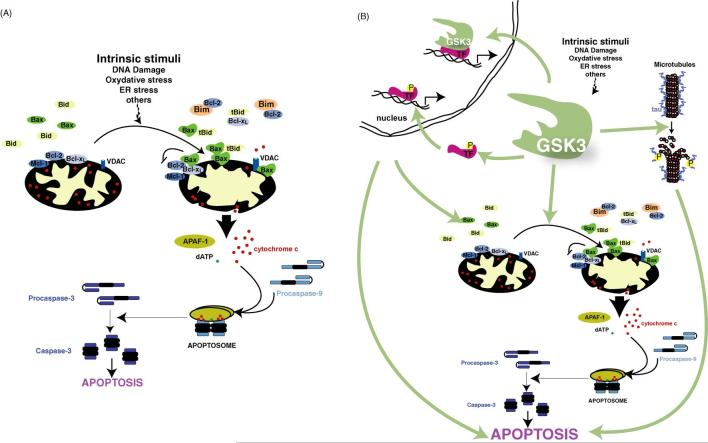 (A)
Intrinsic stimuli
DNA Damage
Oxydative stress
ER stress
others
Bid
Bax
Bax
Bid
Bid
Bcl-2
Mcl-1
Bcl-xL
VDAC
Bcl-2
Bim
tBid
Bcl-xL
Bim
Bcl-2
Bax
tBid
Bax
tBid
Bax
Bcl-2
Bcl-xL
Mcl-1
VDAC
Bax
APAF-1
cytochrome c
dATP
Procaspase-9
Procaspase-3
APOPTOSOME
Caspase-3
APOPTOSIS
(B)
GSK3
TF
P
TF
nucleus
P
TF
GSK3
Intrinsic stimuli
DNA Damage
Oxydative stress
ER stress
others
Microtubules
tau
P
P
Bid
Bax
Bax
Bid
Bid
Bcl-2
Mcl-1
Bcl-xL
VDAC
Bcl-2
Bim
tBid
Bcl-xL
Bim
Bcl-2
Bax
tBid
Bax
tBid
Bax
Bcl-2
Bcl-xL
Mcl-1
VDAC
Bax
APAF-1
cytochrome c
dATP
Procaspase-9
Procaspase-3
APOPTOSOME
Caspase-3
APOPTOSIS